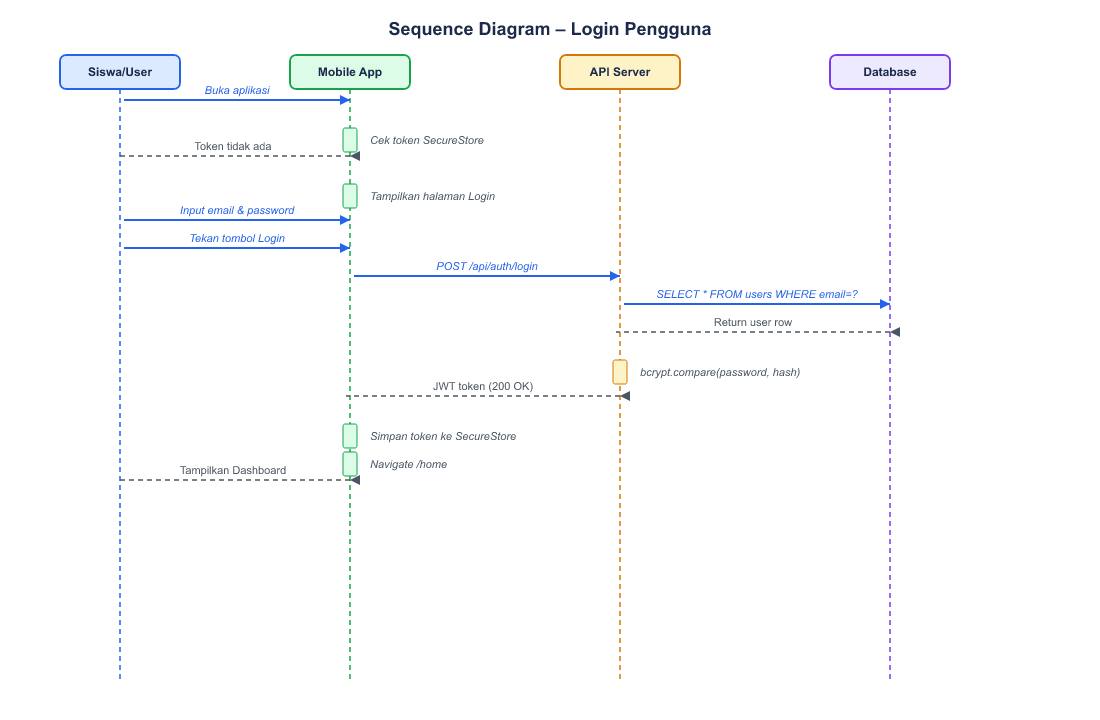 Sequence Diagram – Login Pengguna
Siswa/User
Mobile App
API Server
Database
Buka aplikasi
Cek token SecureStore
Token tidak ada
Tampilkan halaman Login
Input email & password
Tekan tombol Login
POST /api/auth/login
SELECT * FROM users WHERE email=?
Return user row
bcrypt.compare(password, hash)
JWT token (200 OK)
Simpan token ke SecureStore
Navigate /home
Tampilkan Dashboard